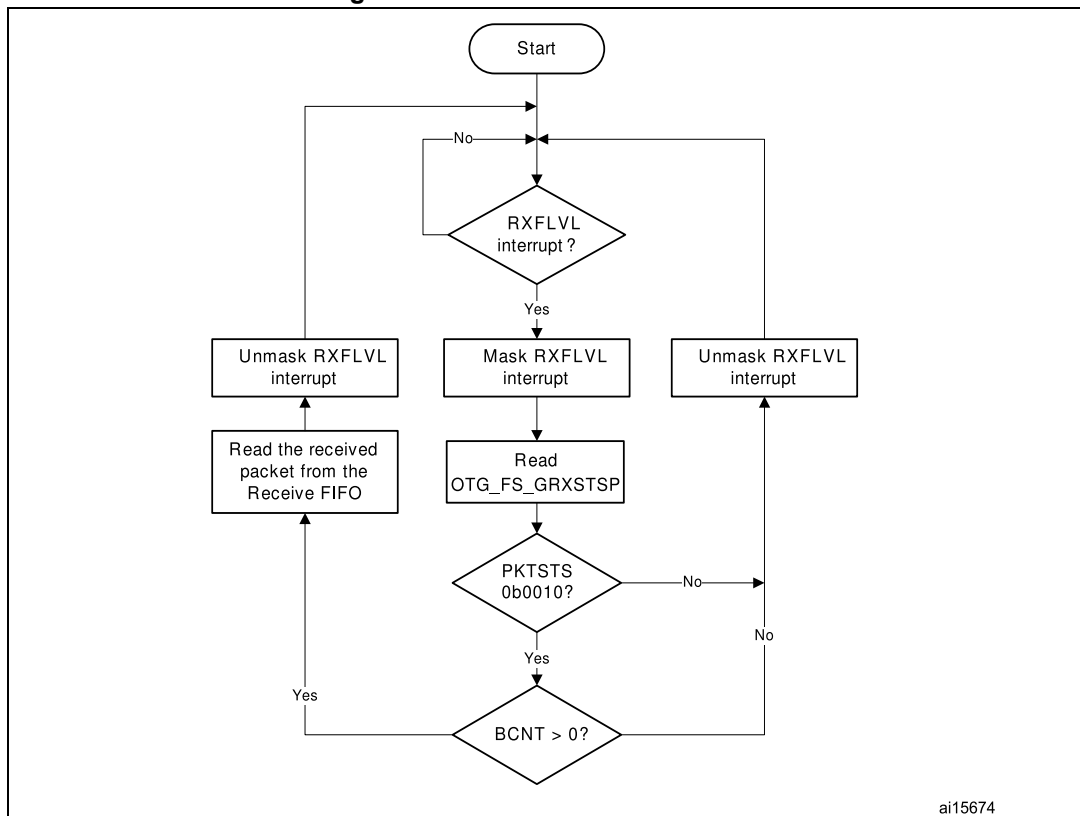 Start
No
RXFLVL
interrupt ?
Yes
Unmask RXFLVL
interrupt
Mask RXFLVL
interrupt
Unmask RXFLVL
interrupt
Read the received
packet from the
Receive FIFO
Read
OTG_FS_GRXSTSP
PKTSTS
0b0010?
No
No
Yes
Yes
BCNT > 0?
ai15674